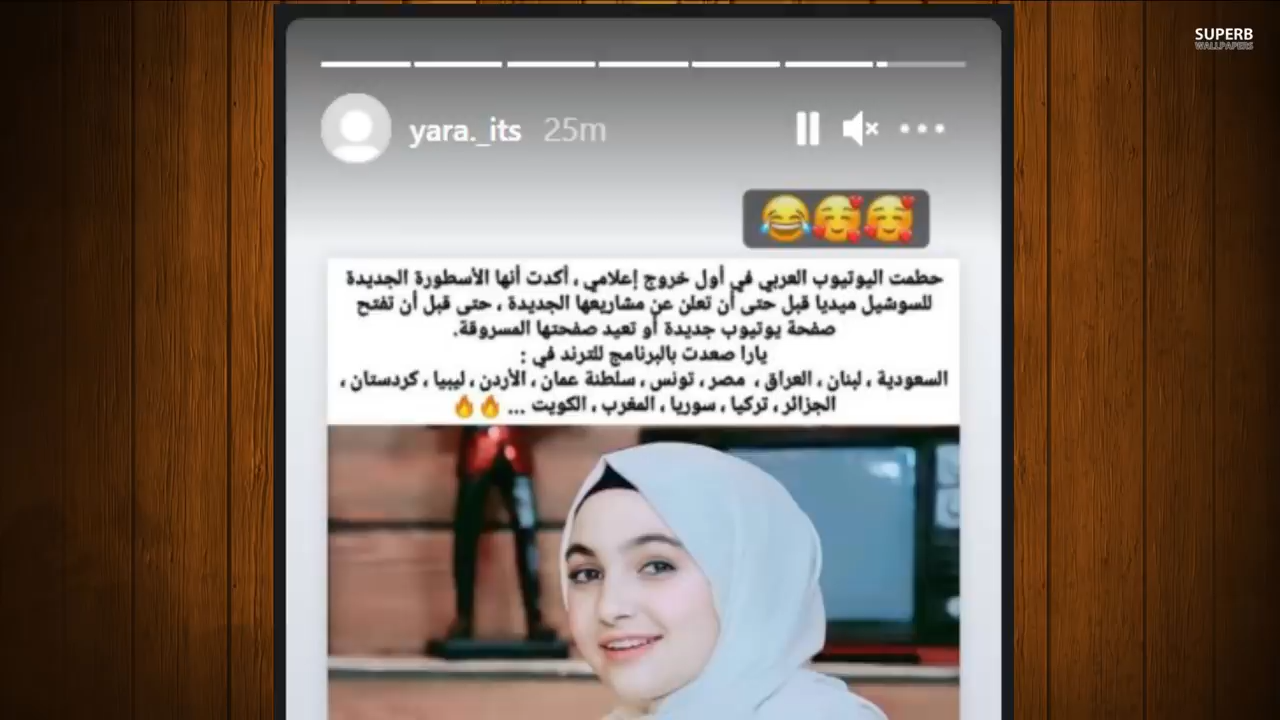 SUPERB
WALLPAPERS
yara._its 25m
😂🥰🥰
حطمت اليوتيوب العربي في أول خروج إعلامي ، أكدت أنها الأسطورة الجديدة
للسوشيل ميديا قبل حتى أن تعلن عن مشاريعها الجديدة ، حتى قبل أن تفتح
صفحة يوتيوب جديدة أو تعيد صفحتها المسروقة.
يارا صعدت بالبرنامج للترند في :
السعودية ، لبنان ، العراق ، مصر ، تونس ، سلطنة عمان ، الأردن ، ليبيا ، كردستان ،
الجزائر ، تركيا ، سوريا ، المغرب ، الكويت ... 🔥🔥